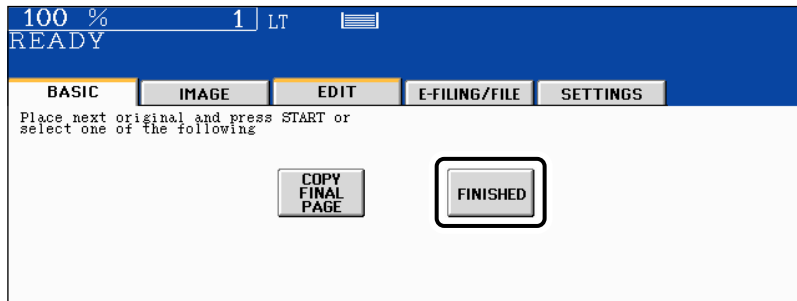 100 % 1 LT
READY
BASIC IMAGE EDIT E-FILING/FILE SETTINGS
Place next original and press START or
select one of the following
COPY
FINAL
PAGE
FINISHED